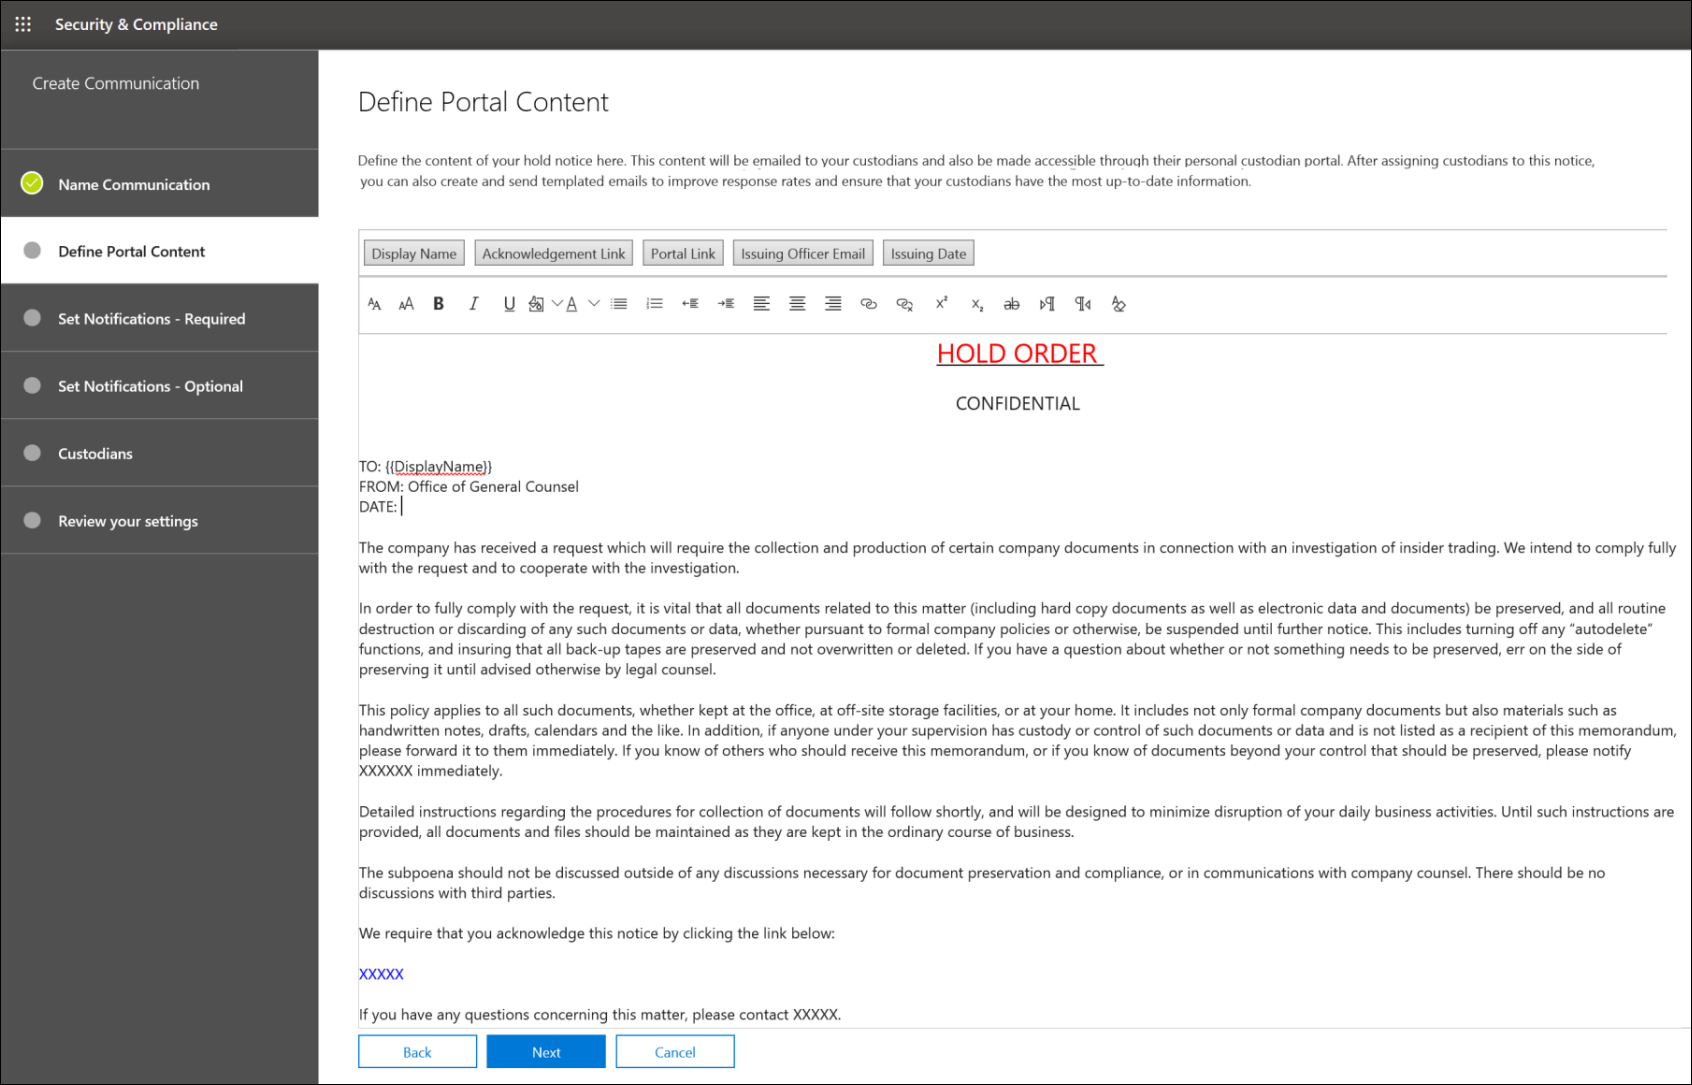 Security & Compliance
Create Communication
Name Communication
Define Portal Content
Set Notifications - Required
Set Notifications - Optional
Custodians
Review your settings
Define Portal Content
Define the content of your hold notice here. This content will be emailed to your custodians and also be made accessible through their personal custodian portal. After assigning custodians to this notice,
you can also create and send templated emails to improve response rates and ensure that your custodians have the most up-to-date information.
Display Name Acknowledgement Link Portal Link Issuing Officer Email Issuing Date
HOLD ORDER
CONFIDENTIAL
TO: {{DisplayName}}
FROM: Office of General Counsel
DATE:
The company has received a request which will require the collection and production of certain company documents in connection with an investigation of insider trading. We intend to comply fully
with the request and to cooperate with the investigation.
In order to fully comply with the request, it is vital that all documents related to this matter (including hard copy documents as well as electronic data and documents) be preserved, and all routine
destruction or discarding of any such documents or data, whether pursuant to formal company policies or otherwise, be suspended until further notice. This includes turning off any “autodelete”
functions, and insuring that all back-up tapes are preserved and not overwritten or deleted. If you have a question about whether or not something needs to be preserved, err on the side of
preserving it until advised otherwise by legal counsel.
This policy applies to all such documents, whether kept at the office, at off-site storage facilities, or at your home. It includes not only formal company documents but also materials such as
handwritten notes, drafts, calendars and the like. In addition, if anyone under your supervision has custody or control of such documents or data and is not listed as a recipient of this memorandum,
please forward it to them immediately. If you know of others who should receive this memorandum, or if you know of documents beyond your control that should be preserved, please notify
XXXXXX immediately.
Detailed instructions regarding the procedures for collection of documents will follow shortly, and will be designed to minimize disruption of your daily business activities. Until such instructions are
provided, all documents and files should be maintained as they are kept in the ordinary course of business.
The subpoena should not be discussed outside of any discussions necessary for document preservation and compliance, or in communications with company counsel. There should be no
discussions with third parties.
We require that you acknowledge this notice by clicking the link below:
XXXXX
If you have any questions concerning this matter, please contact XXXXX.
Back Next Cancel